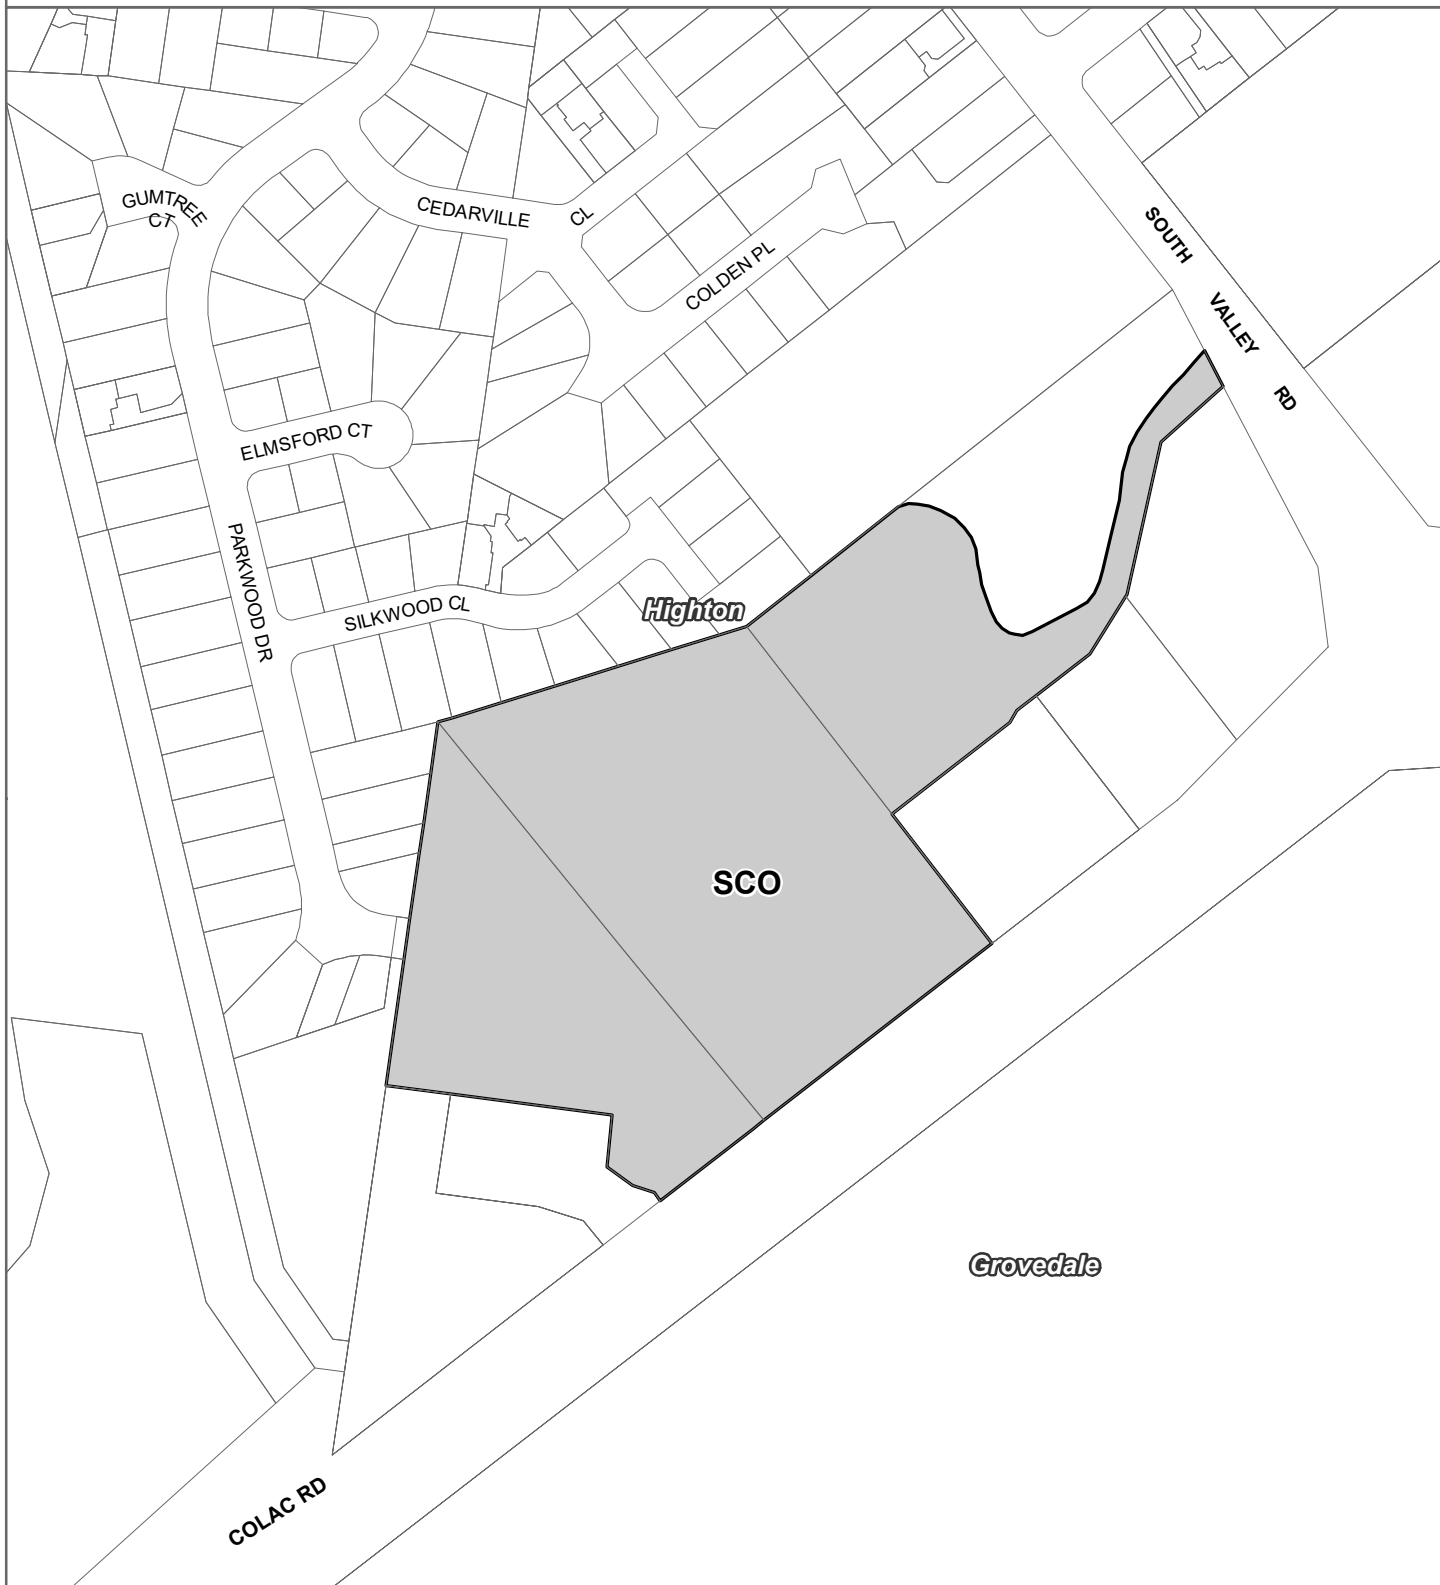 GUMTREE
CT
CEDARVILLE
CL
COLDEN PL
SOUTH
VALLEY
RD
ELMSFORD CT
PARKWOOD DR
SILKWOOD CL
Highton
SCO
Grovedale
COLAC RD